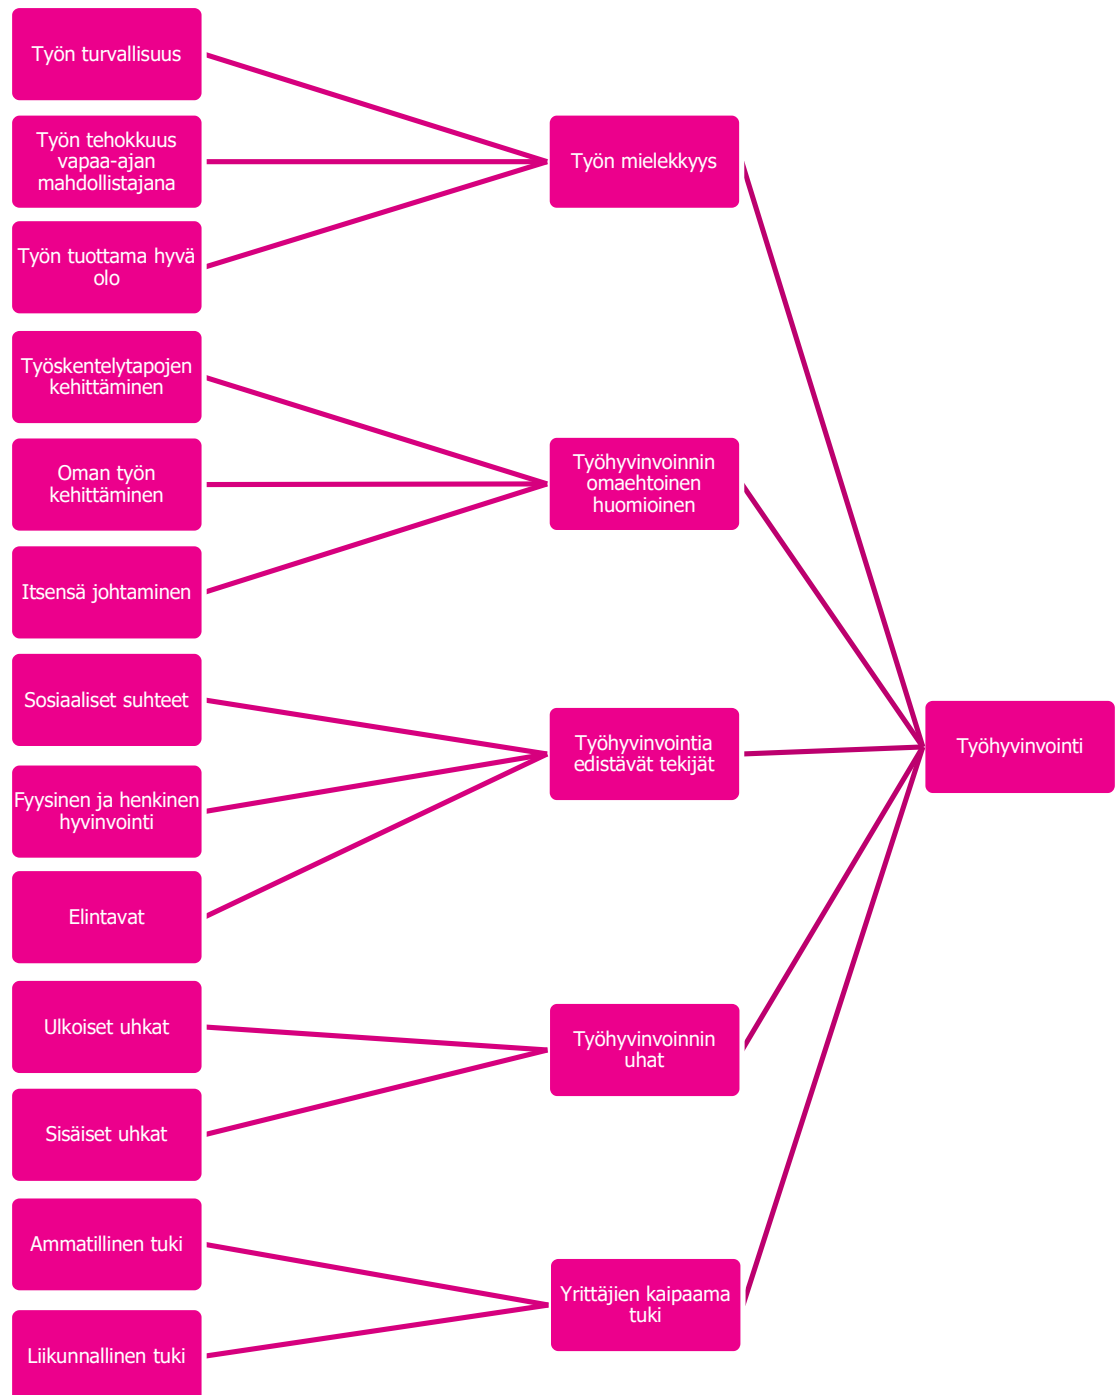 Työn turvallisuus
Työn tehokkuus
vapaa-ajan
mahdollistajana
Työn tuottama hyvä
olo
Työskentelytapojen
kehittäminen
Oman työn
kehittäminen
Itsensä johtaminen
Sosiaaliset suhteet
Fyysinen ja henkinen
hyvinvointi
Elintavat
Ulkoiset uhkat
Sisäiset uhkat
Ammatillinen tuki
Liikunnallinen tuki
Työn mielekkyys
Työhyvinvoinnin
omaehtoinen
huomioinen
Työhyvinvointia
edistävät tekijät
Työhyvinvoinnin
uhat
Yrittäjien kaipaama
tuki
Työhyvinvointi